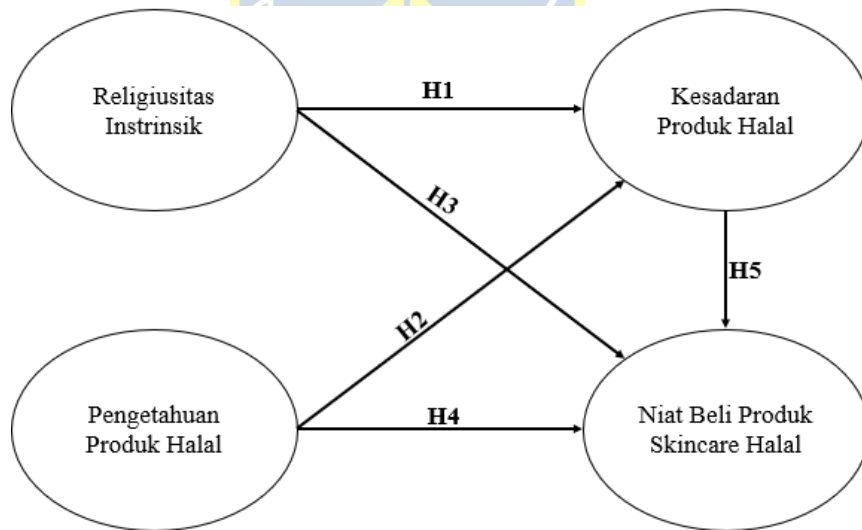 Religiusitas
Instrinsik
H1
Kesadaran
Produk Halal
H3
H2
H5
Pengetahuan
Produk Halal
H4
Niat Beli Produk
Skincare Halal